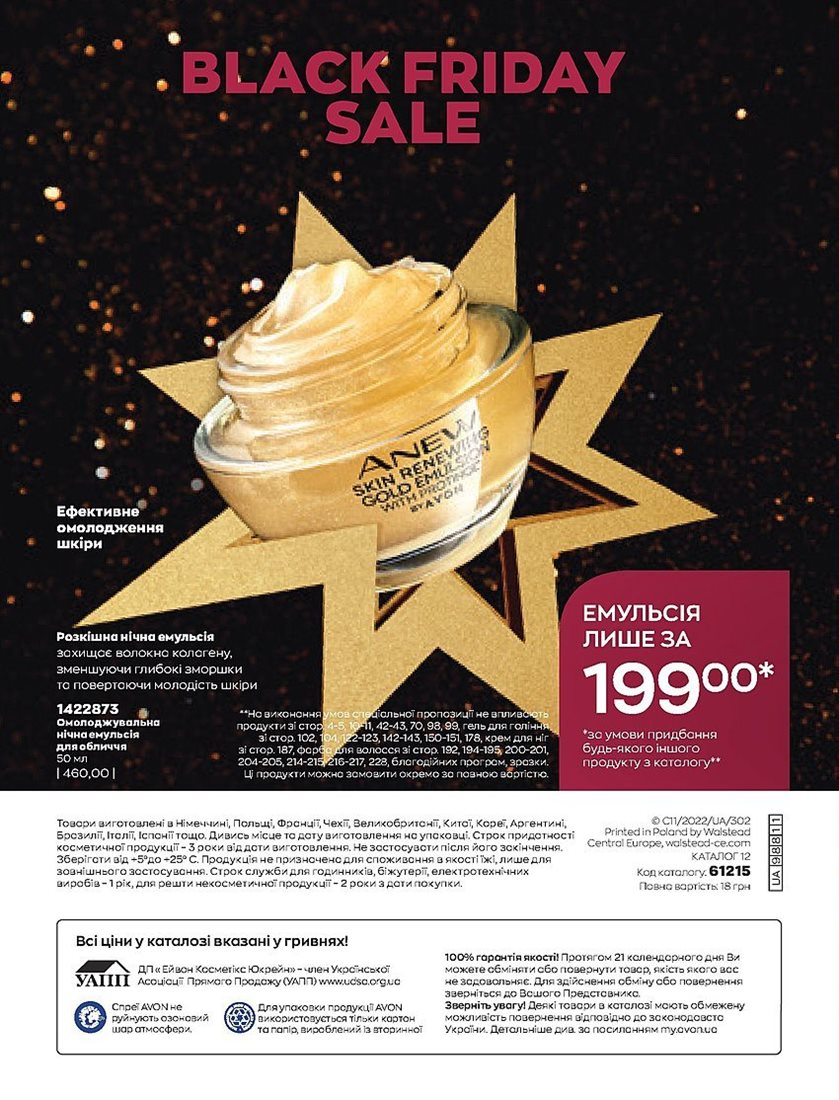 BLACK FRIDAY
SALE
ANEW
SKIN RENEWING
GOLD EMULSION
WITH PROTINOL
BY AVON
Ефективне
омолодження
шкіри
Розкішна нічна емульсія
захищає волокна колагену,
зменшуючи глибокі зморшки
та повертаючи молодість шкіри
1422873
Омолоджувальна
нічна емульсія
для обличчя
50 мл
| 460,00 |
**На виконання умов спеціальної пропозиції не впливають
продукти зі стор. 4-5, 10-11, 42-43, 70, 98, 99, гель для гоління
зі стор. 102, 104, 122-123, 142-143, 150-151, 178, крем для ніг
зі стор. 187, фарба для волосся зі стор. 192, 194-195, 200-201,
204-205, 214-215, 216-217, 228, благодійних програм, зразки.
Ці продукти можна замовити окремо за повною вартістю.
ЕМУЛЬСІЯ
ЛИШЕ ЗА
19900*
*за умови придбання
будь-якого іншого
продукту з каталогу**
Товари виготовлені в Німеччині, Польщі, Франції, Чехії, Великобританії, Китаї, Кореї, Аргентині,
Бразилії, Італії, Іспанії тощо. Дивись місце та дату виготовлення на упаковці. Строк придатності
косметичної продукції – 3 роки від дати виготовлення. Не застосувати після його закінчення.
Зберігати від +5°до +25° С. Продукція не призначена для споживання в якості їжі, лише для
зовнішнього застосування. Строк служби для годинників, біжутерії, електротехнічних
виробів – 1 рік, для решти некосметичної продукції – 2 роки з дати покупки.
© C11/2022/UA/302
Printed in Poland by Walstead
Central Europe, walstead-ce.com
КАТАЛОГ 12
Код каталогу: 61215
Повна вартість: 18 грн
UA 9 8 8 1 1
Всі ціни у каталозі вказані у гривнях!
УАПП
ДП «Ейвон Косметікс Юкрейн» – член Української
Асоціації Прямого Продажу (УАПП) www.udsa.org.ua
Спреї AVON не
руйнують озоновий
шар атмосфери.
Для упаковки продукції AVON
використовується тільки картон
та папір, вироблений із вторинної
100% гарантія якості! Протягом 21 календарного дня Ви
можете обміняти або повернути товар, якість якого вас
не задовольняє. Для здійснення обміну або повернення
зверніться до Вашого Представника.
Зверніть увагу! Деякі товари в каталозі мають обмежену
можливість повернення відповідно до законодавста
України. Детальніше див. за посиланням my.avon.ua